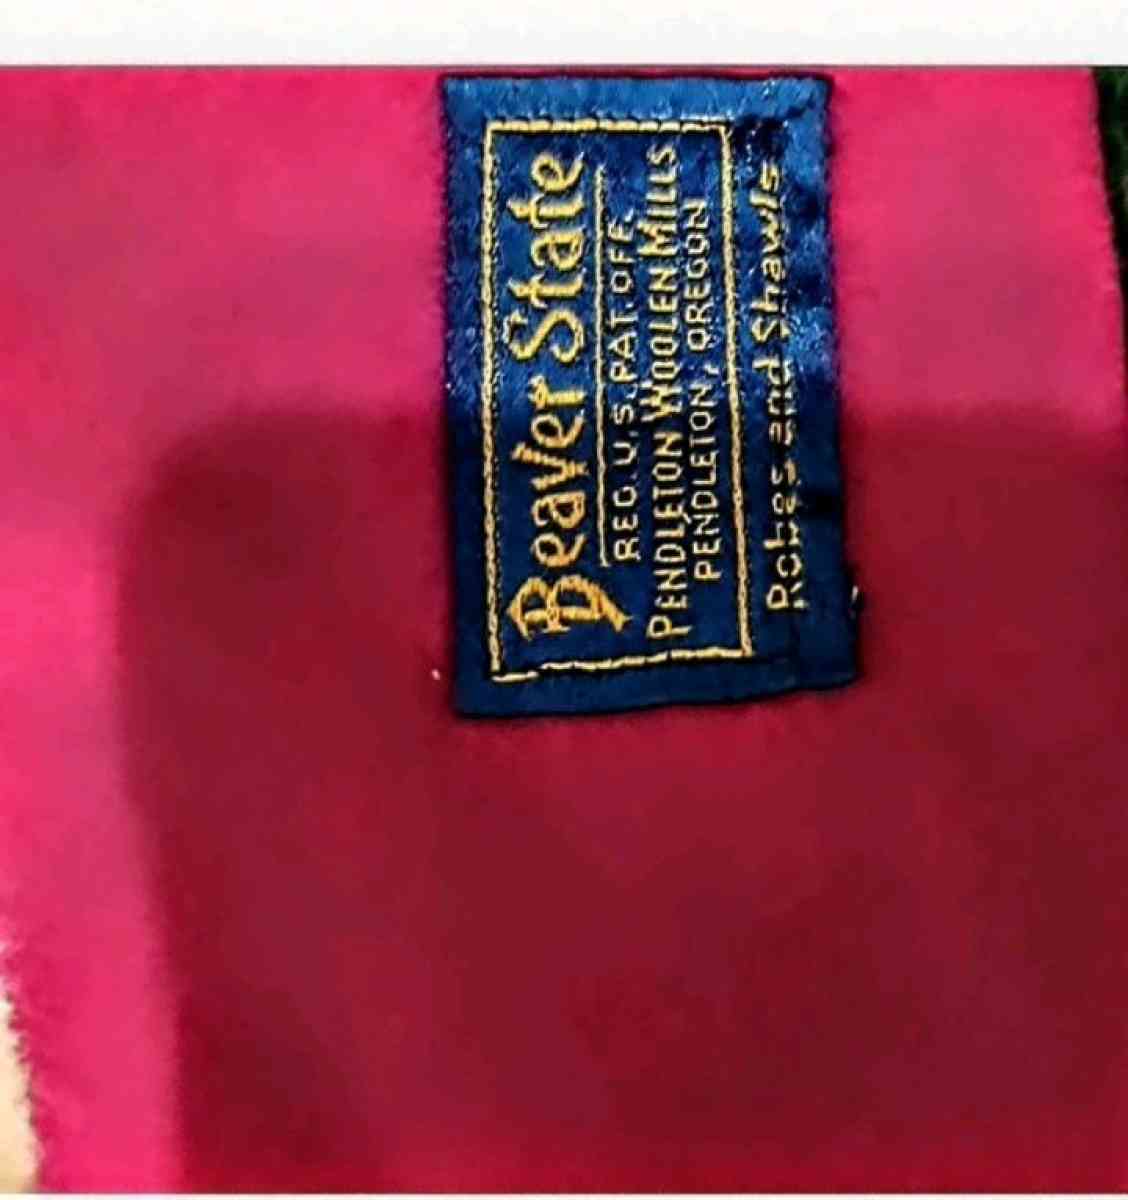 Beaver State
REG. U.S. PAT. OFF.
PENDLETON WOOLEN MILLS
PENDLETON, OREGON
Robes and Shawls